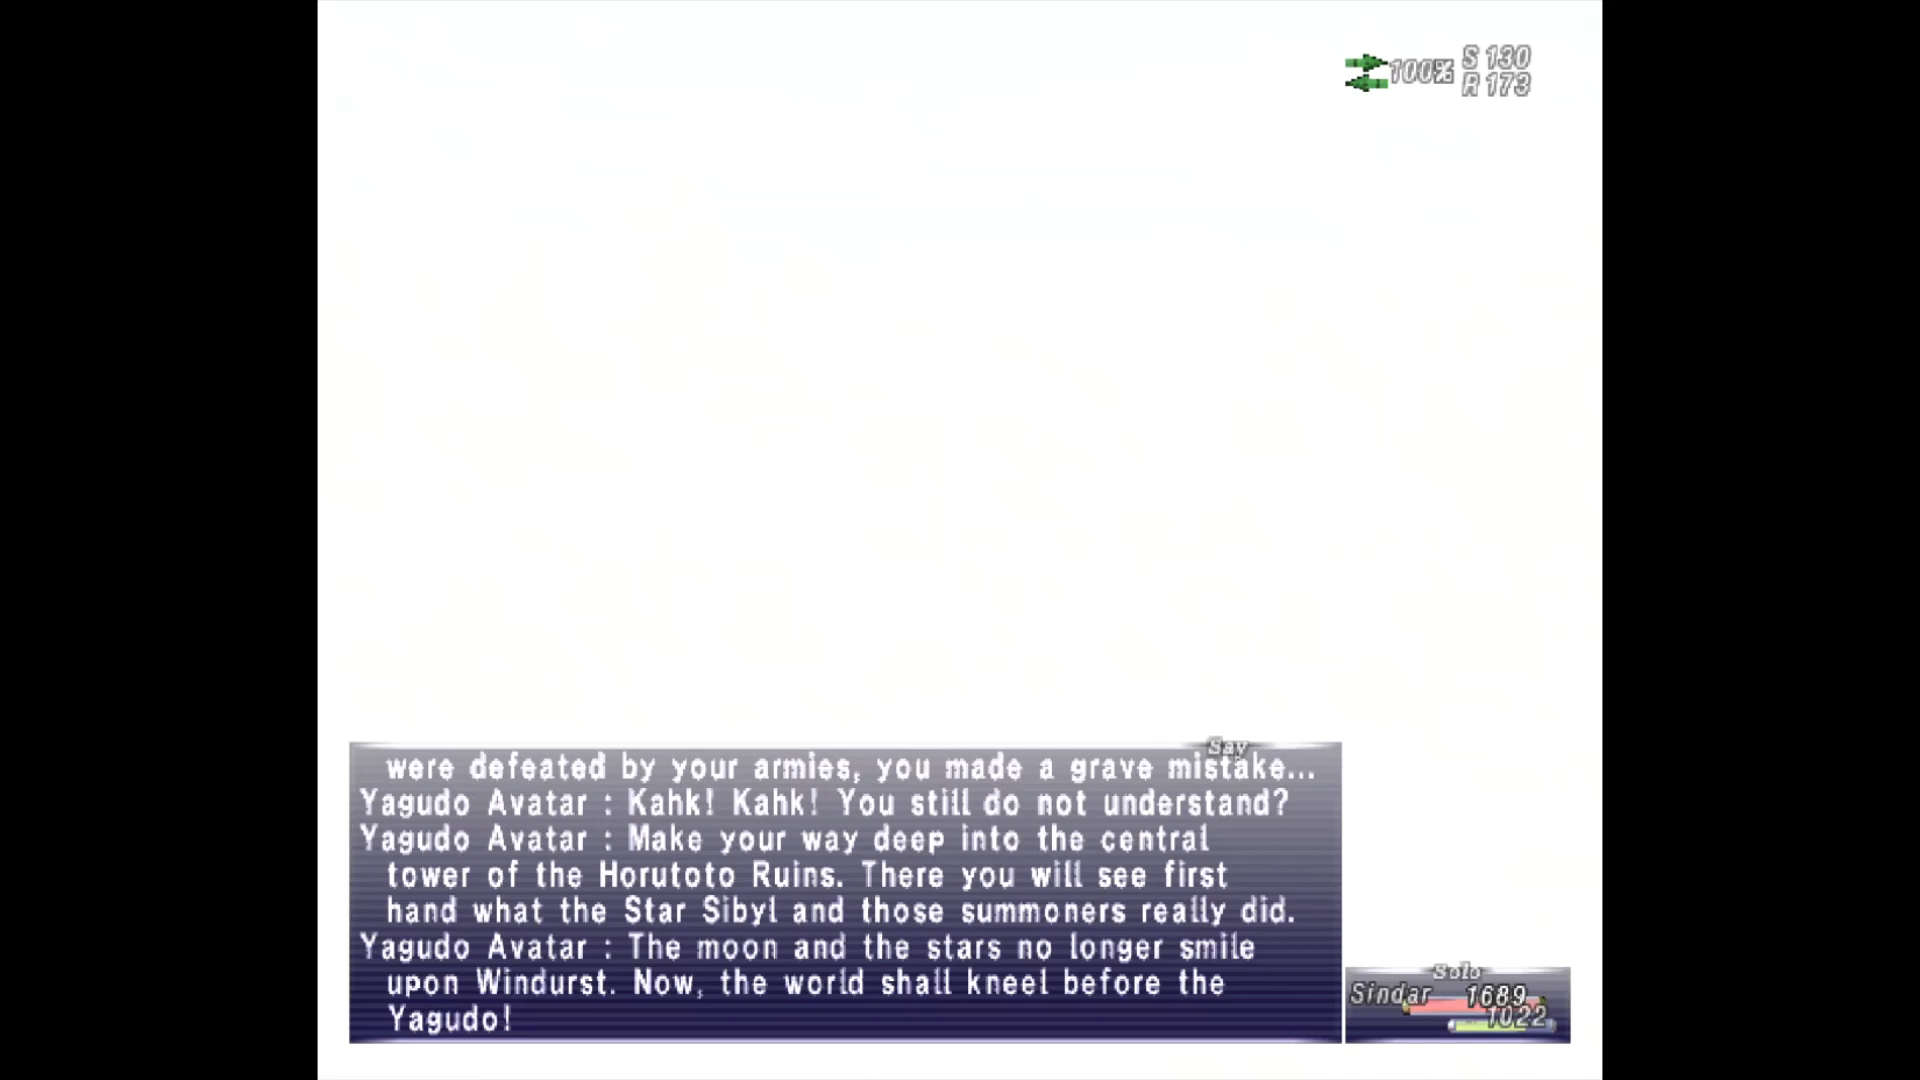 100% S 130
R 173
Say
were defeated by your armies, you made a grave mistake...
Yagudo Avatar : Kahk! Kahk! You still do not understand?
Yagudo Avatar : Make your way deep into the central
tower of the Horutoto Ruins. There you will see first
hand what the Star Sibyl and those summoners really did.
Yagudo Avatar : The moon and the stars no longer smile
upon Windurst. Now, the world shall kneel before the
Yagudo!
Solo
Sindar 1689
1022